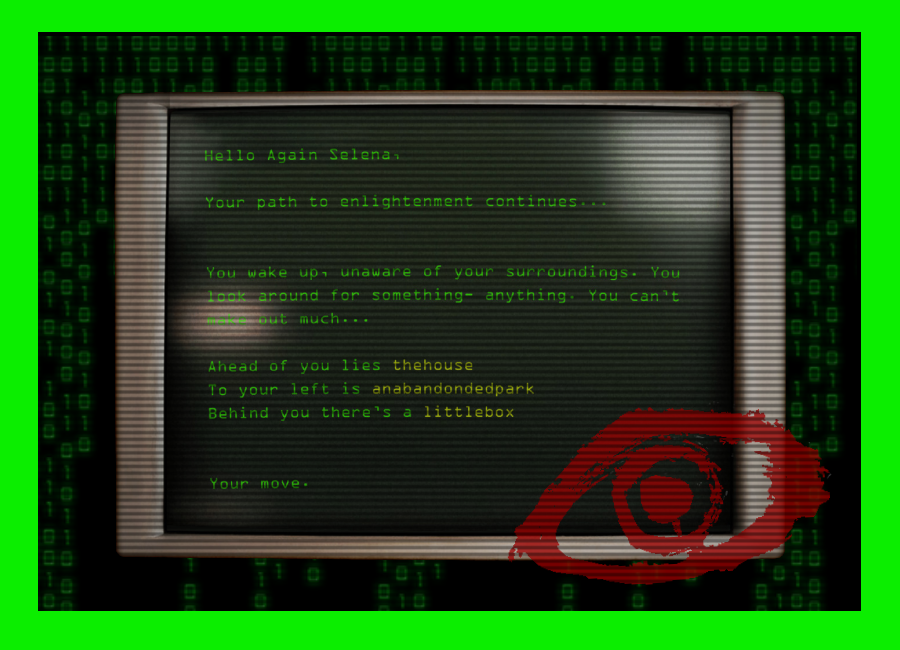 Hello Again Selena,
Your path to enlightenment continues...
You wake up, unaware of your surroundings. You
look around for something- anything. You can't
make out much...
Ahead of you lies thehouse
To your left is anabandondedpark
Behind you there's a littlebox
Your move.